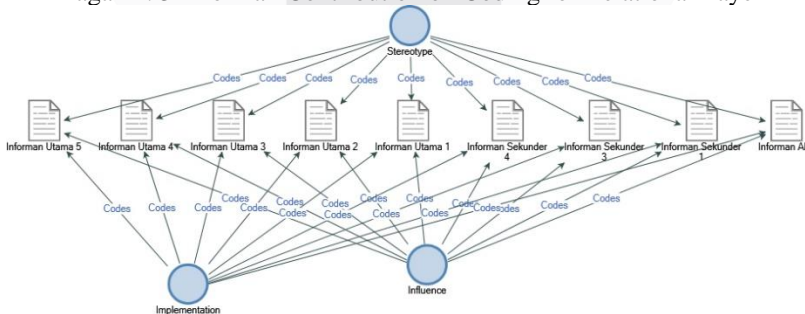 Stereotype
Codes Codes Codes Codes Codes Codes Codes Codes Codes
Informan Utama 5 Informan Utama 4 Informan Utama 3 Informan Utama 2 Informan Utama 1 Informan Sekunder 4 Informan Sekunder 3 Informan Sekunder 1 Informan
Codes Codes Codes
Codes Codes Codes Codes Codes Codes Codes Codes Codes
Codes Codes
Influence
Implementation